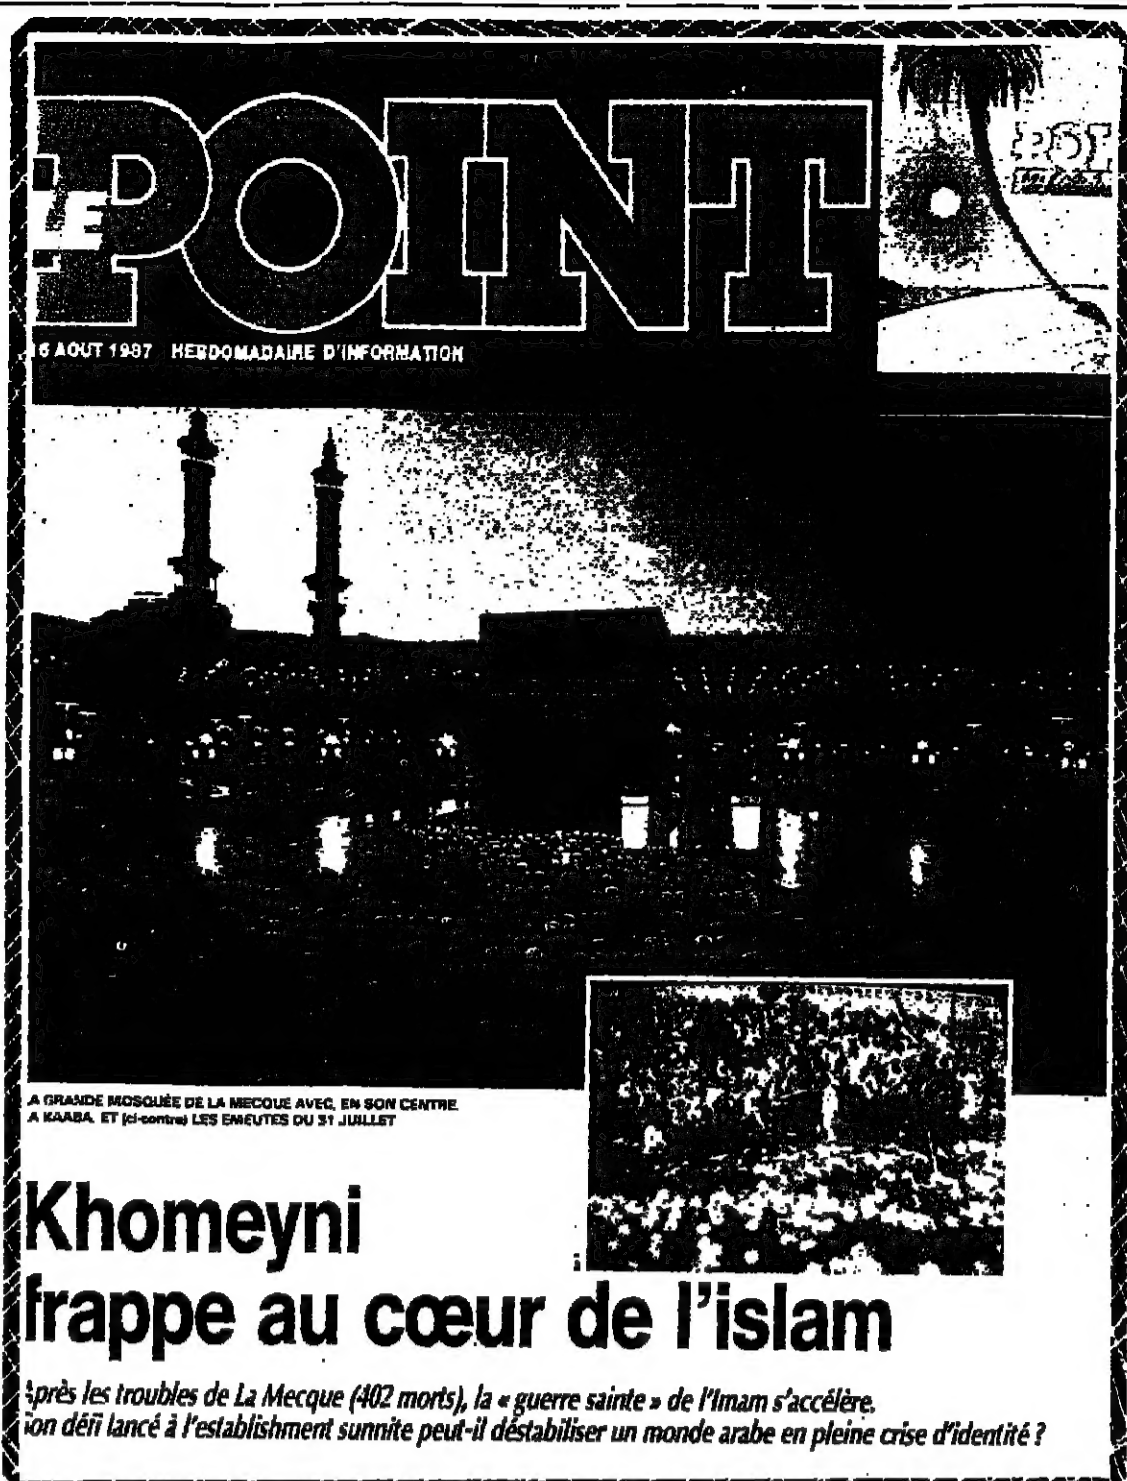 LE POINT
6 AOUT 1987 HEBDOMADAIRE D'INFORMATION
A GRANDE MOSQUÉE DE LA MECQUE AVEC, EN SON CENTRE,
A KAABA, ET (ci-contre) LES EMEUTES DU 31 JUILLET
Khomeyni
frappe au cœur de l'islam
près les troubles de La Mecque (402 morts), la « guerre sainte » de l'Imam s'accélère.
on défi lancé à l'establishment sunnite peut-il déstabiliser un monde arabe en pleine crise d'identité ?